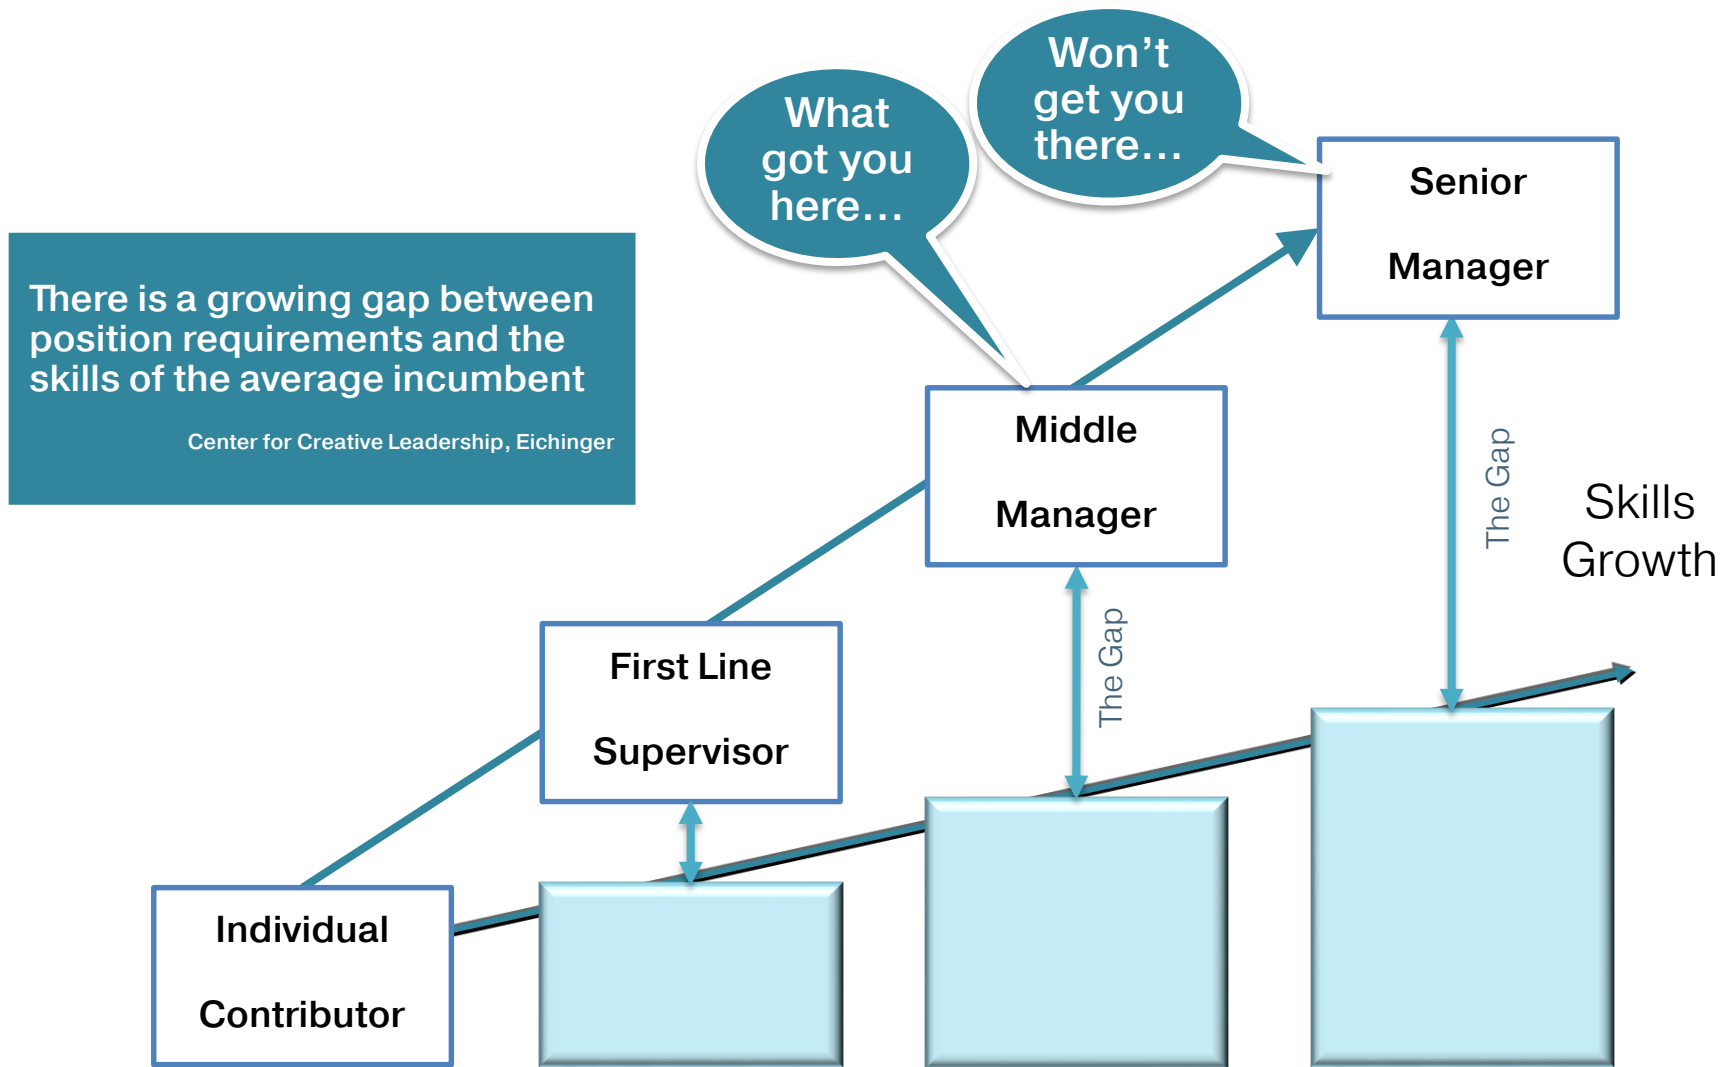 What
got you
here…
Won’t
get you
there…
There is a growing gap between
position requirements and the
skills of the average incumbent
Center for Creative Leadership, Eichinger
Senior
Manager
Middle
Manager
The Gap
The Gap
Skills
Growth
First Line
Supervisor
Individual
Contributor